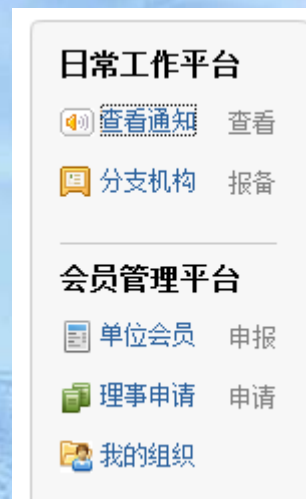 日常工作平台
查看通知 查看
分支机构 报备
会员管理平台
单位会员 申报
理事申请 申请
我的组织